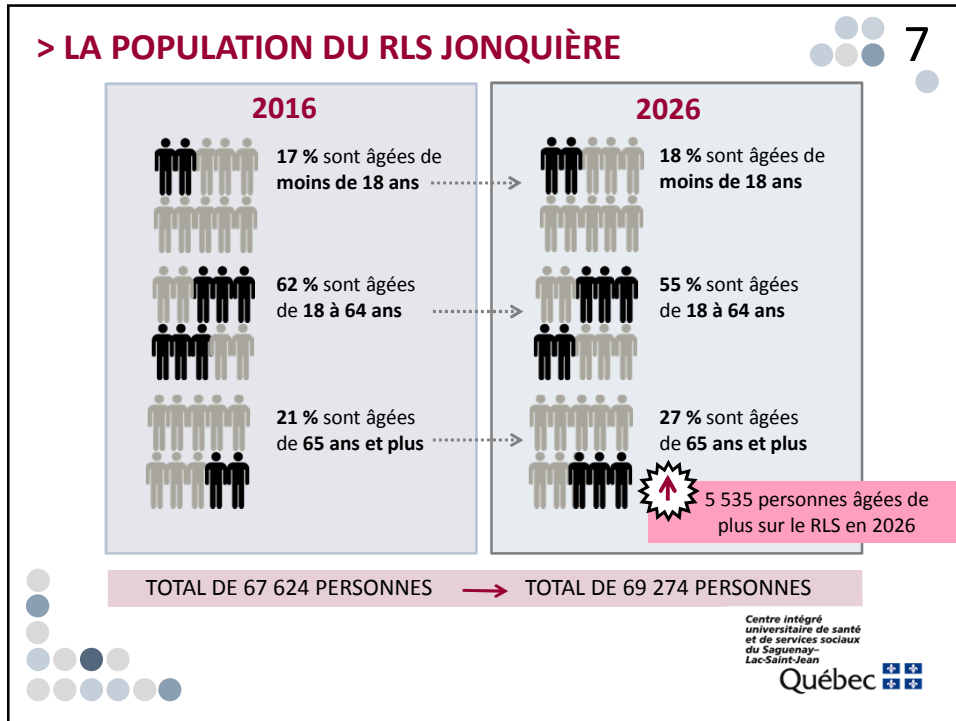 > LA POPULATION DU RLS JONQUIÈRE
7
2016
17 % sont âgées de
moins de 18 ans
62 % sont âgées
de 18 à 64 ans
21 % sont âgées
de 65 ans et plus
2026
18 % sont âgées de
moins de 18 ans
55 % sont âgées
de 18 à 64 ans
27 % sont âgées
de 65 ans et plus
5 535 personnes âgées de
plus sur le RLS en 2026
TOTAL DE 67 624 PERSONNES
TOTAL DE 69 274 PERSONNES
Centre intégré
universitaire de santé
et de services sociaux
du Saguenay–
Lac-Saint-Jean
Québec